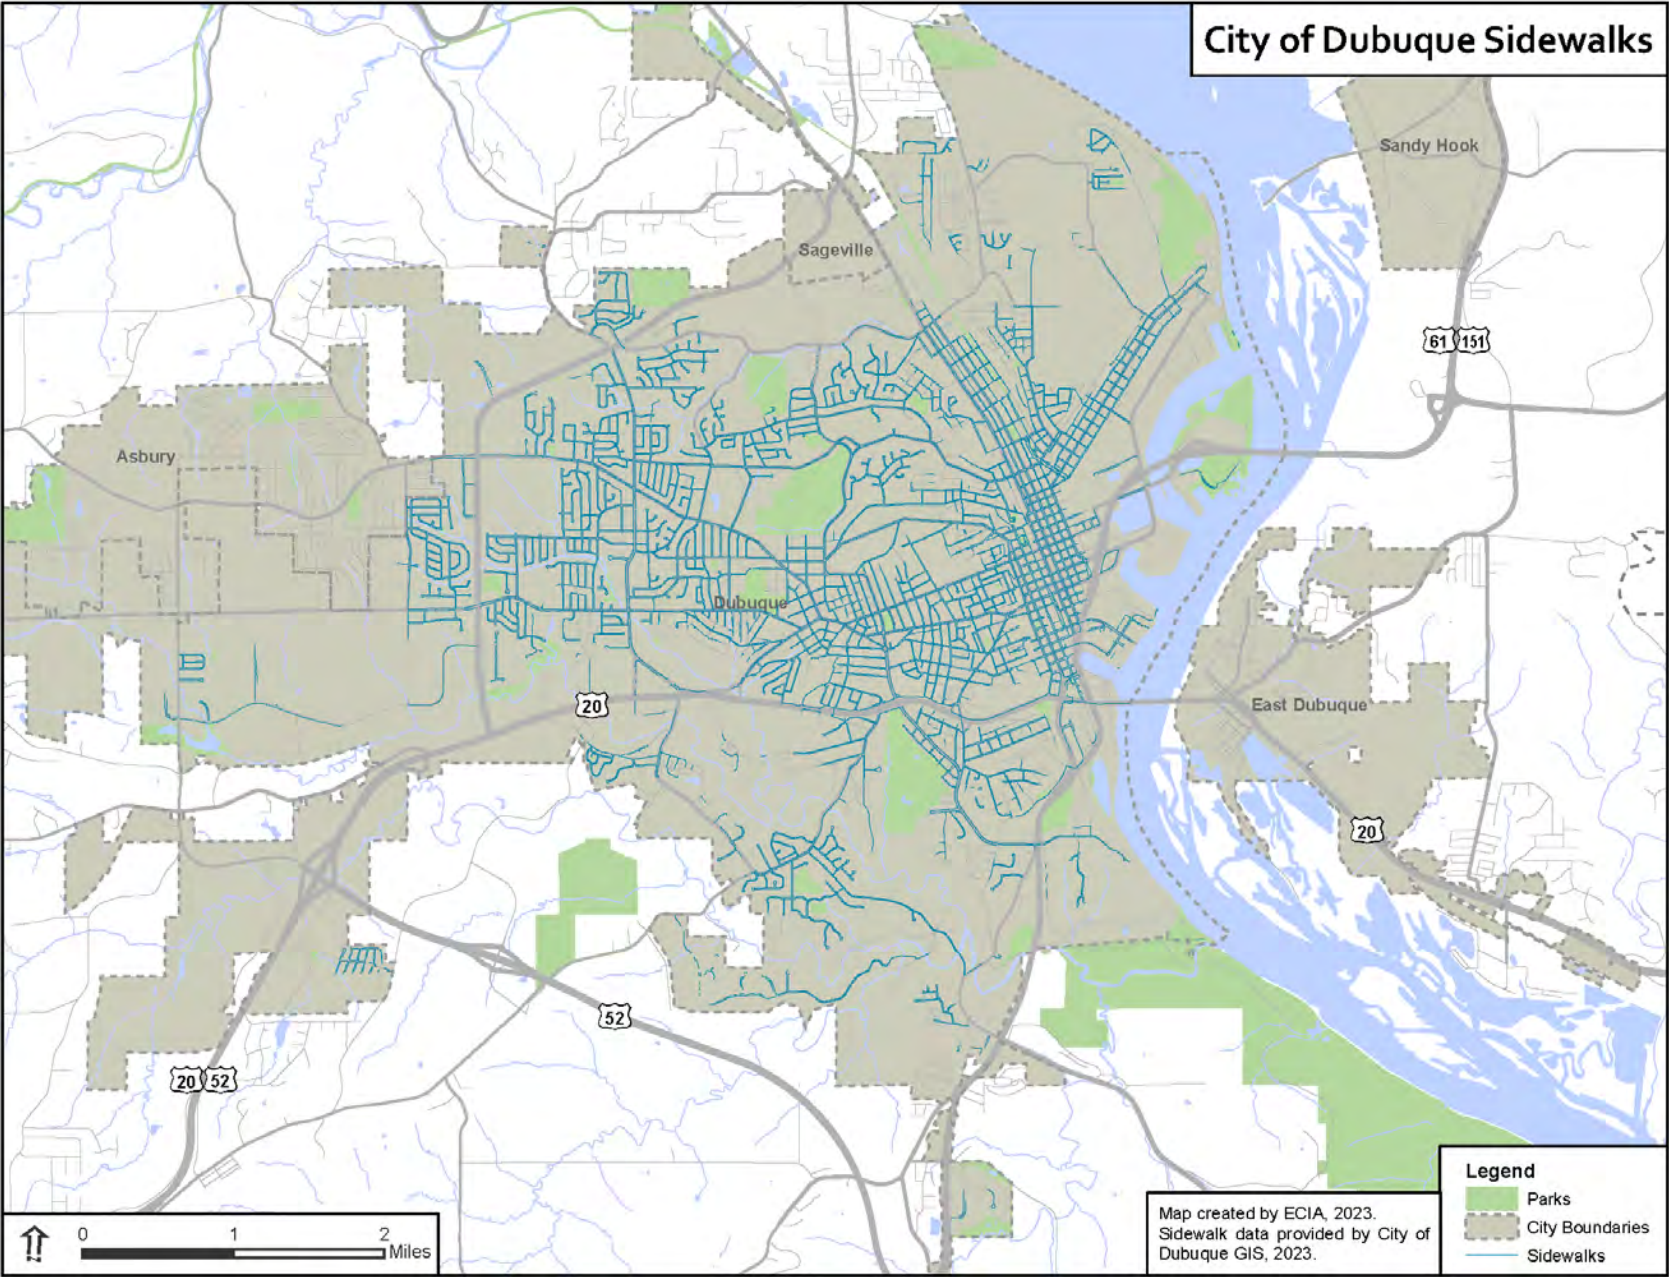 City of Dubuque Sidewalks
Sandy Hook
Sageville
61 151
Asbury
Dubuque
20
East Dubuque
20
52
20 52
Legend
Parks
City Boundaries
Sidewalks
Map created by ECIA, 2023.
Sidewalk data provided by City of
Dubuque GIS, 2023.
N
0 1 2
Miles